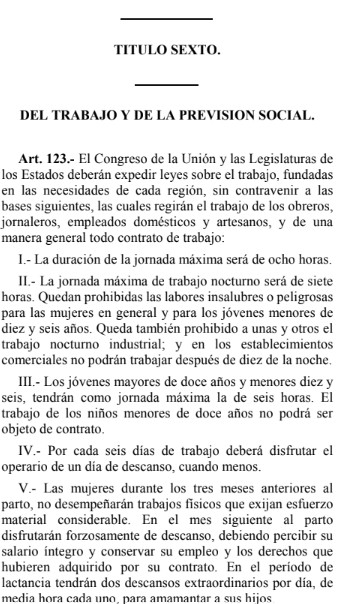 TITULO SEXTO.
DEL TRABAJO Y DE LA PREVISION SOCIAL.
Art. 123.- El Congreso de la Unión y las Legislaturas de
los Estados deberán expedir leyes sobre el trabajo, fundadas
en las necesidades de cada región, sin contravenir a las
bases siguientes, las cuales regirán el trabajo de los obreros,
jornaleros, empleados domésticos y artesanos, y de una
manera general todo contrato de trabajo:
I.- La duración de la jornada máxima será de ocho horas.
II.- La jornada máxima de trabajo nocturno será de siete
horas. Quedan prohibidas las labores insalubres o peligrosas
para las mujeres en general y para los jóvenes menores de
diez y seis años. Queda también prohibido a unas y otros el
trabajo nocturno industrial; y en los establecimientos
comerciales no podrán trabajar después de diez de la noche.
III.- Los jóvenes mayores de doce años y menores diez y
seis, tendrán como jornada máxima la de seis horas. El
trabajo de los niños menores de doce años no podrá ser
objeto de contrato.
IV.- Por cada seis días de trabajo deberá disfrutar el
operario de un día de descanso, cuando menos.
V.- Las mujeres durante los tres meses anteriores al
parto, no desempeñarán trabajos físicos que exijan esfuerzo
material considerable. En el mes siguiente al parto
disfrutarán forzosamente de descanso, debiendo percibir su
salario íntegro y conservar su empleo y los derechos que
hubieren adquirido por su contrato. En el período de
lactancia tendrán dos descansos extraordinarios por día, de
media hora cada uno, para amamantar a sus hijos